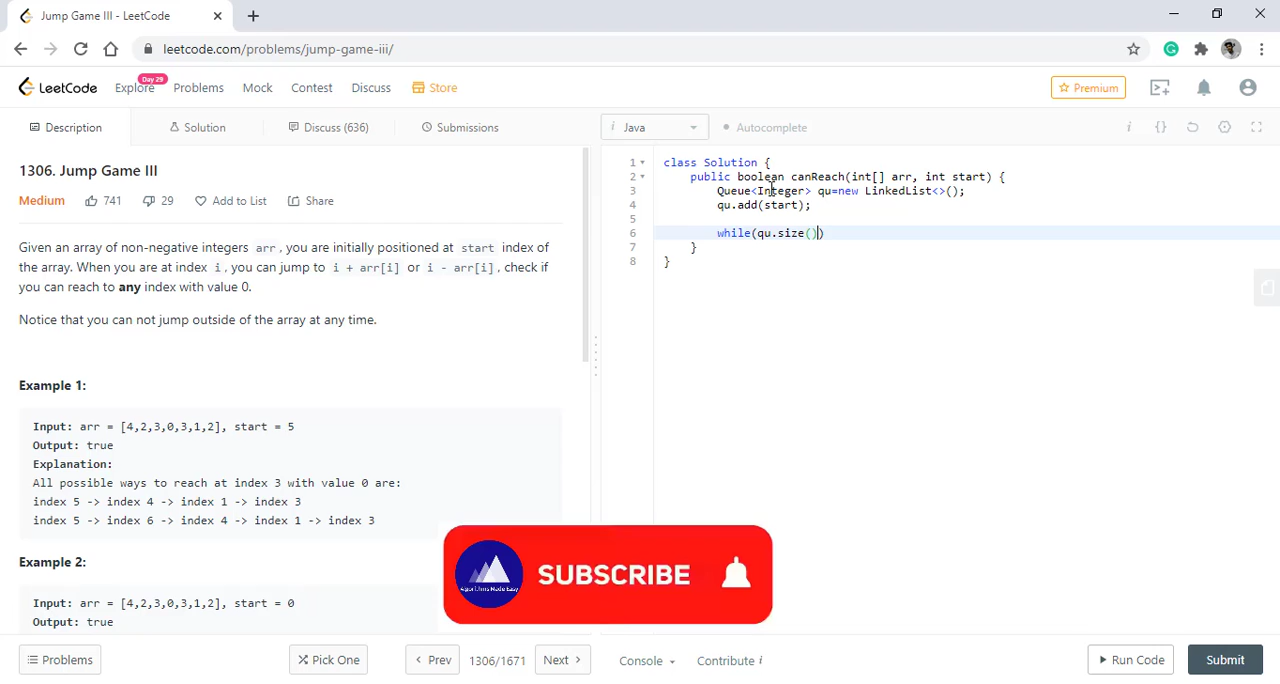 Jump Game III - LeetCode
leetcode.com/problems/jump-game-iii/
LeetCode Explore Day 29 Problems Mock Contest Discuss Store Premium
Description Solution Discuss (636) Submissions
i Java Autocomplete i {}
1306. Jump Game III
Medium 741 29 Add to List Share
Given an array of non-negative integers arr, you are initially positioned at start index of
the array. When you are at index i, you can jump to i + arr[i] or i - arr[i], check if
you can reach to any index with value 0.
Notice that you can not jump outside of the array at any time.
Example 1:
Input: arr = [4,2,3,0,3,1,2], start = 5
Output: true
Explanation:
All possible ways to reach at index 3 with value 0 are:
index 5 -> index 4 -> index 1 -> index 3
index 5 -> index 6 -> index 4 -> index 1 -> index 3
Example 2:
Input: arr = [4,2,3,0,3,1,2], start = 0
Output: true
1 class Solution {
2 public boolean canReach(int[] arr, int start) {
3 Queue<Integer> qu=new LinkedList<>();
4 qu.add(start);
5
6 while(qu.size())
7 }
8 }
Algorithms Made Easy
SUBSCRIBE
Problems Pick One Prev 1306/1671 Next Console Contribute i Run Code Submit